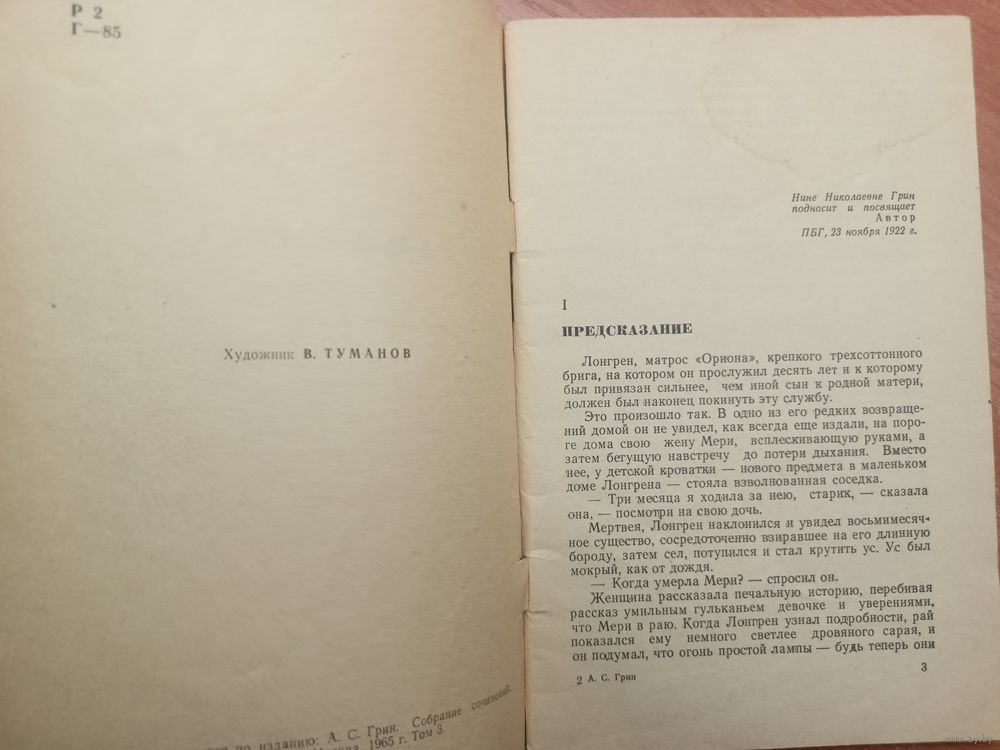 Р 2
Г—85
Художник В. ТУМАНОВ
по изданию: А. С. Грин. Собрание сочинений.
1965 г. Том 3.
Нине Николаевне Грин
подносит и посвящает
Автор
ПБГ, 23 ноября 1922 г.
I
ПРЕДСКАЗАНИЕ
Лонгрен, матрос «Ориона», крепкого трехсоттонного
брига, на котором он прослужил десять лет и к которому
был привязан сильнее, чем иной сын к родной матери,
должен был наконец покинуть эту службу.
Это произошло так. В одно из его редких возвраще-
ний домой он не увидел, как всегда еще издали, на поро-
ге дома свою жену Мери, всплескивающую руками, а
затем бегущую навстречу до потери дыхания. Вместо
нее, у детской кроватки — нового предмета в маленьком
доме Лонгрена — стояла взволнованная соседка.
— Три месяца я ходила за нею, старик, — сказала
она, — посмотри на свою дочь.
Мертвея, Лонгрен наклонился и увидел восьмимесяч-
ное существо, сосредоточенно взиравшее на его длинную
бороду, затем сел, потупился и стал крутить ус. Ус был
мокрый, как от дождя.
— Когда умерла Мери? — спросил он.
Женщина рассказала печальную историю, перебивая
рассказ умильным гульканьем девочке и уверениями,
что Мери в раю. Когда Лонгрен узнал подробности, рай
показался ему немного светлее дровяного сарая, и
он подумал, что огонь простой лампы — будь теперь они
2 А. С. Грин
3